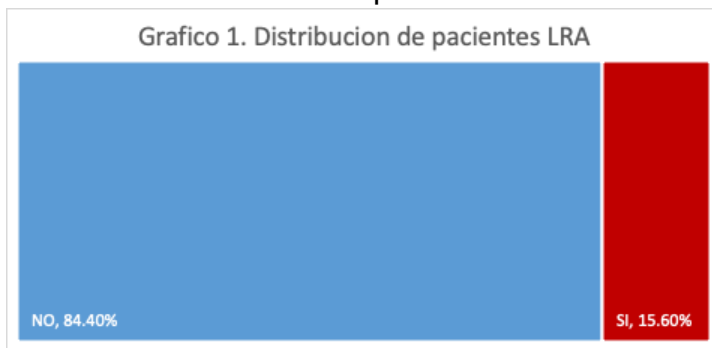 Grafico 1. Distribucion de pacientes LRA
NO, 84.40%
SI, 15.60%